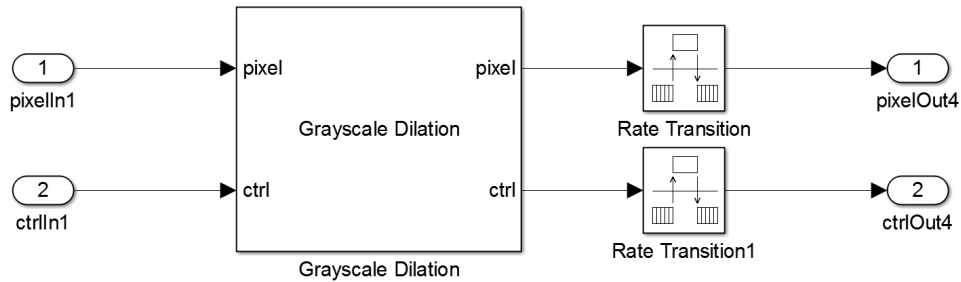 1
pixelIn1
2
ctrlIn1
pixel
pixel
Grayscale Dilation
ctrl
ctrl
Grayscale Dilation
Rate Transition
Rate Transition1
1
pixelOut4
2
ctrlOut4